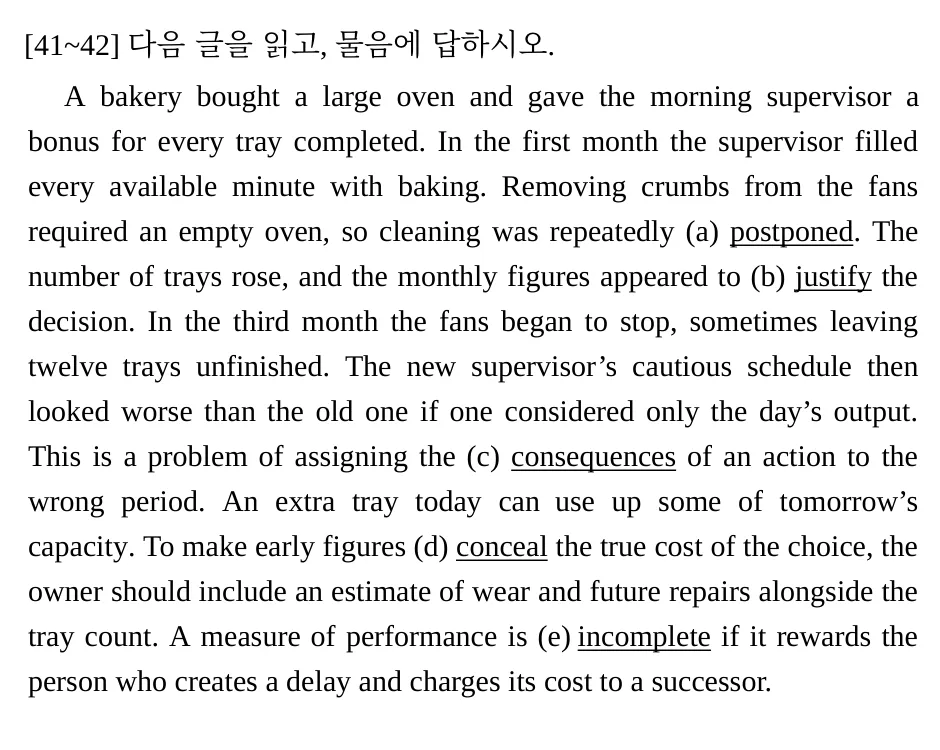 [41~42] 다음 글을 읽고, 물음에 답하시오.
A bakery bought a large oven and gave the morning supervisor a
bonus for every tray completed. In the first month the supervisor filled
every available minute with baking. Removing crumbs from the fans
required an empty oven, so cleaning was repeatedly (a) postponed. The
number of trays rose, and the monthly figures appeared to (b) justify the
decision. In the third month the fans began to stop, sometimes leaving
twelve trays unfinished. The new supervisor’s cautious schedule then
looked worse than the old one if one considered only the day’s output.
This is a problem of assigning the (c) consequences of an action to the
wrong period. An extra tray today can use up some of tomorrow’s
capacity. To make early figures (d) conceal the true cost of the choice, the
owner should include an estimate of wear and future repairs alongside the
tray count. A measure of performance is (e) incomplete if it rewards the
person who creates a delay and charges its cost to a successor.